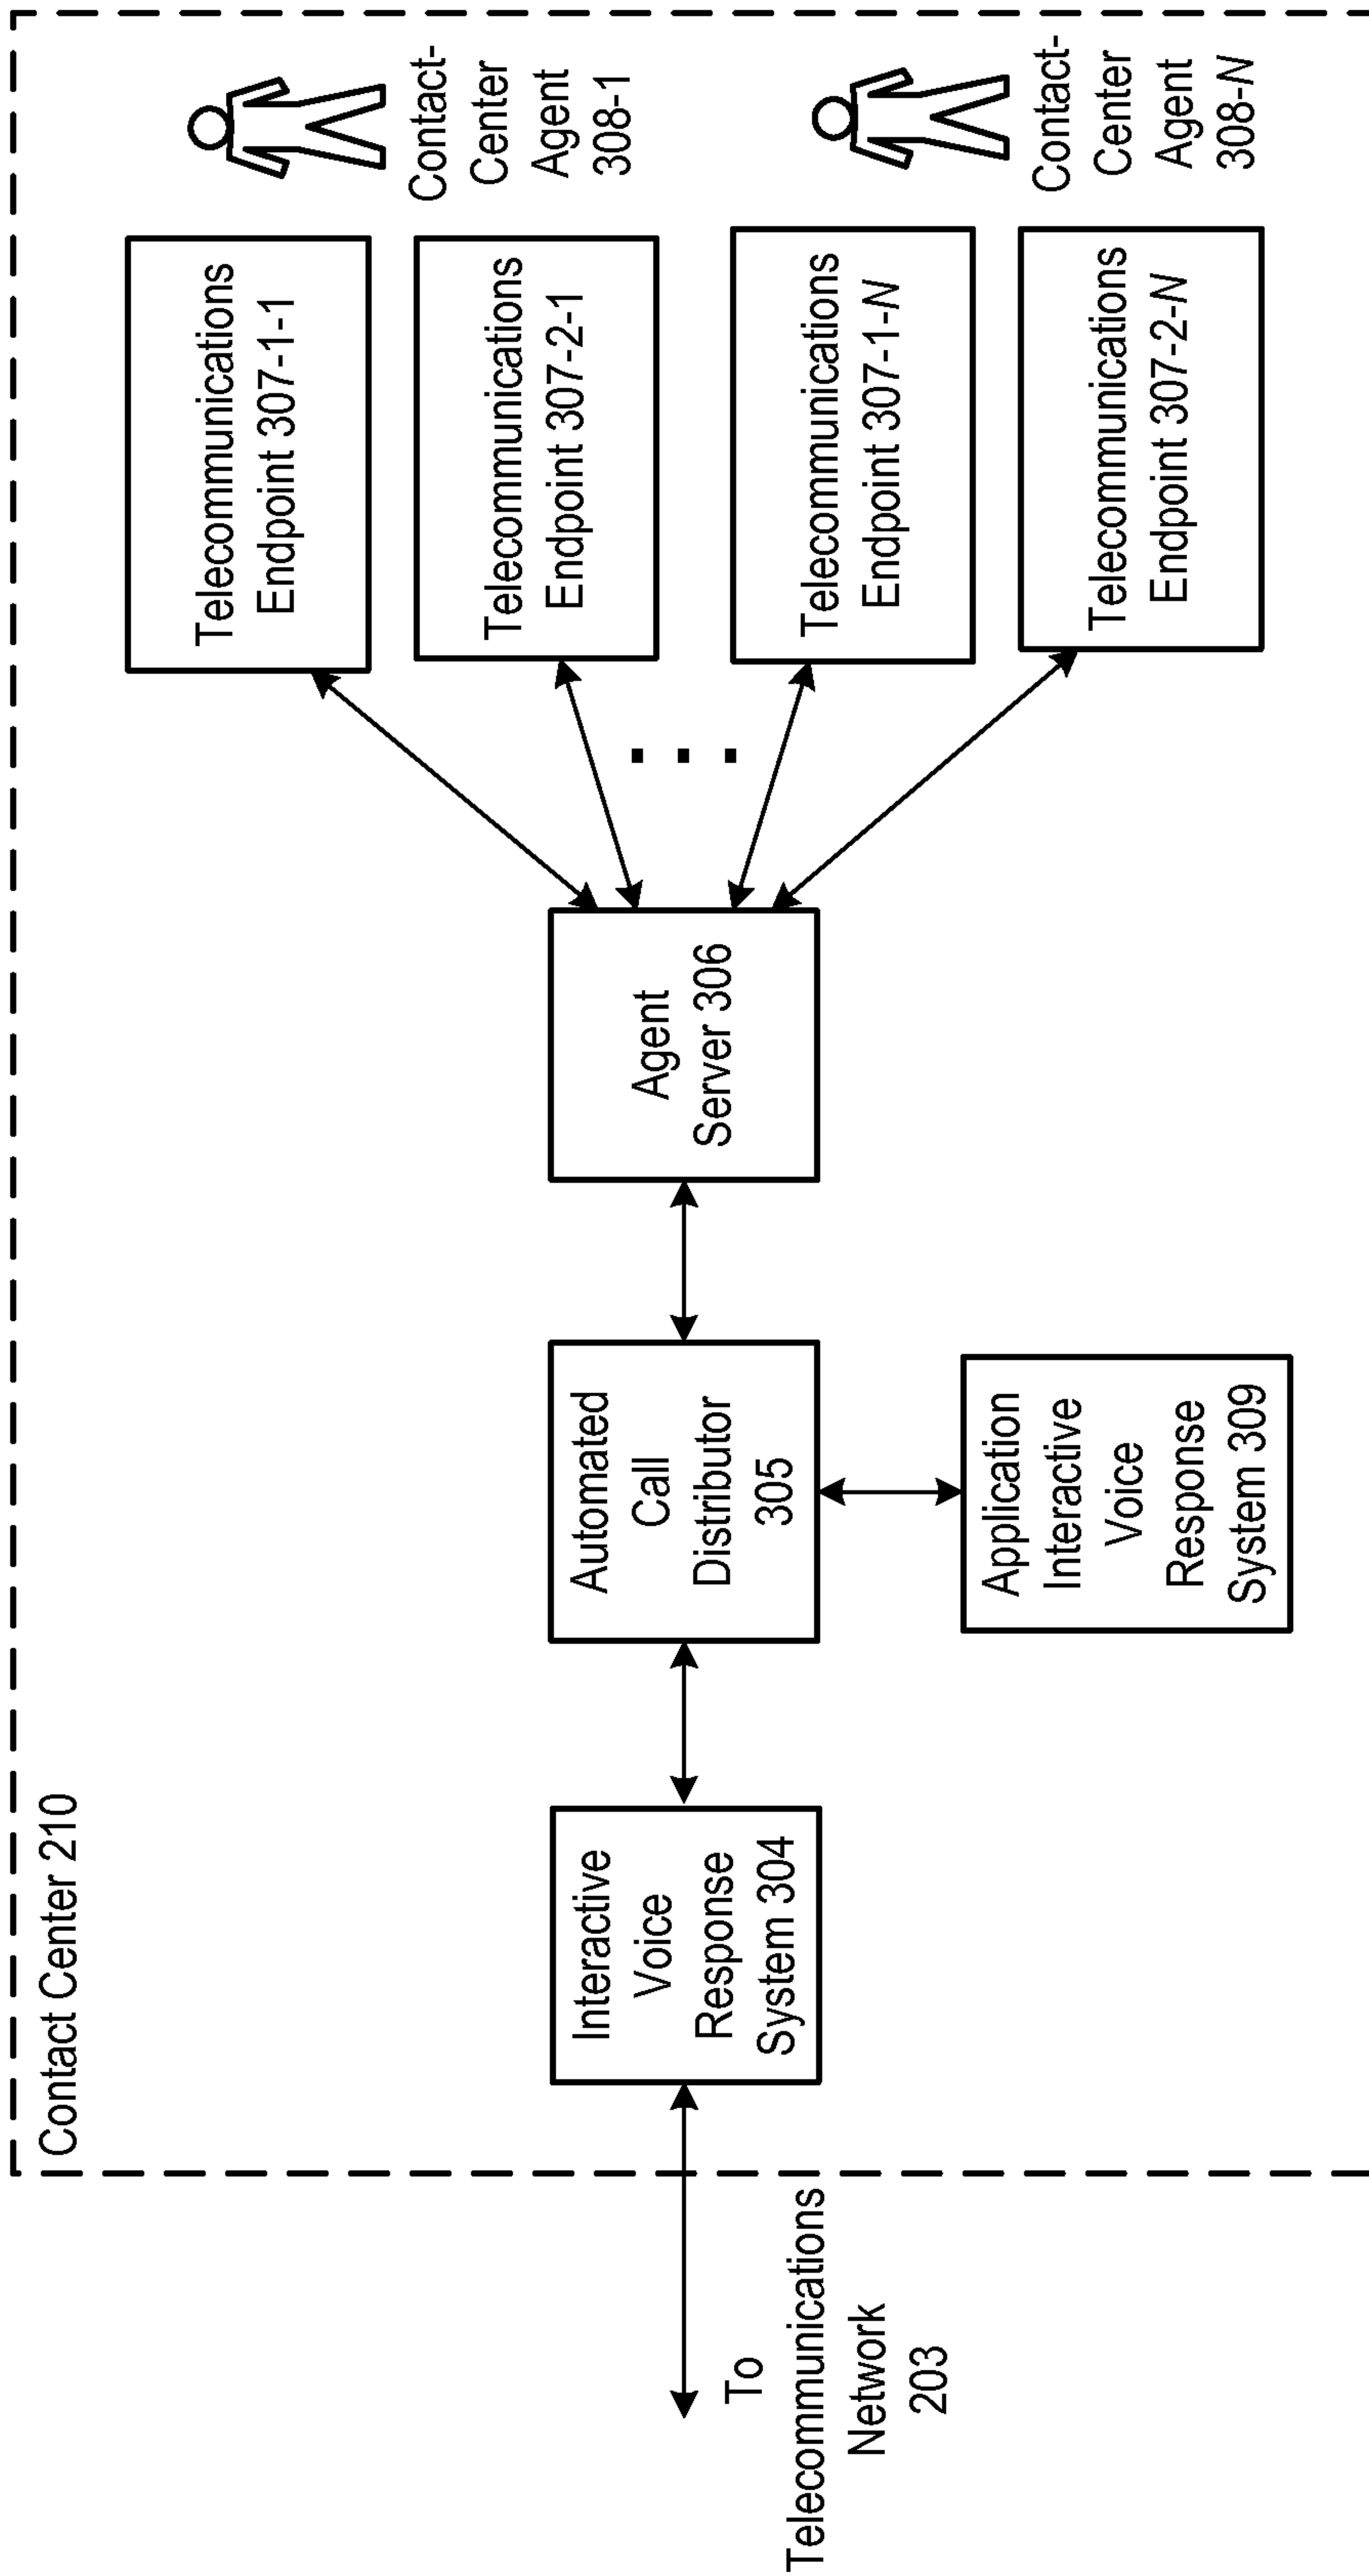 Contact Center 210
To
Telecommunications
Network
203
Interactive
Voice
Response
System 304
Automated
Call
Distributor
305
Application
Interactive
Voice
Response
System 309
Agent
Server 306
Telecommunications
Endpoint 307-1-1
Telecommunications
Endpoint 307-2-1
...
Telecommunications
Endpoint 307-1-N
Telecommunications
Endpoint 307-2-N
Contact-
Center
Agent
308-1
Contact-
Center
Agent
308-N